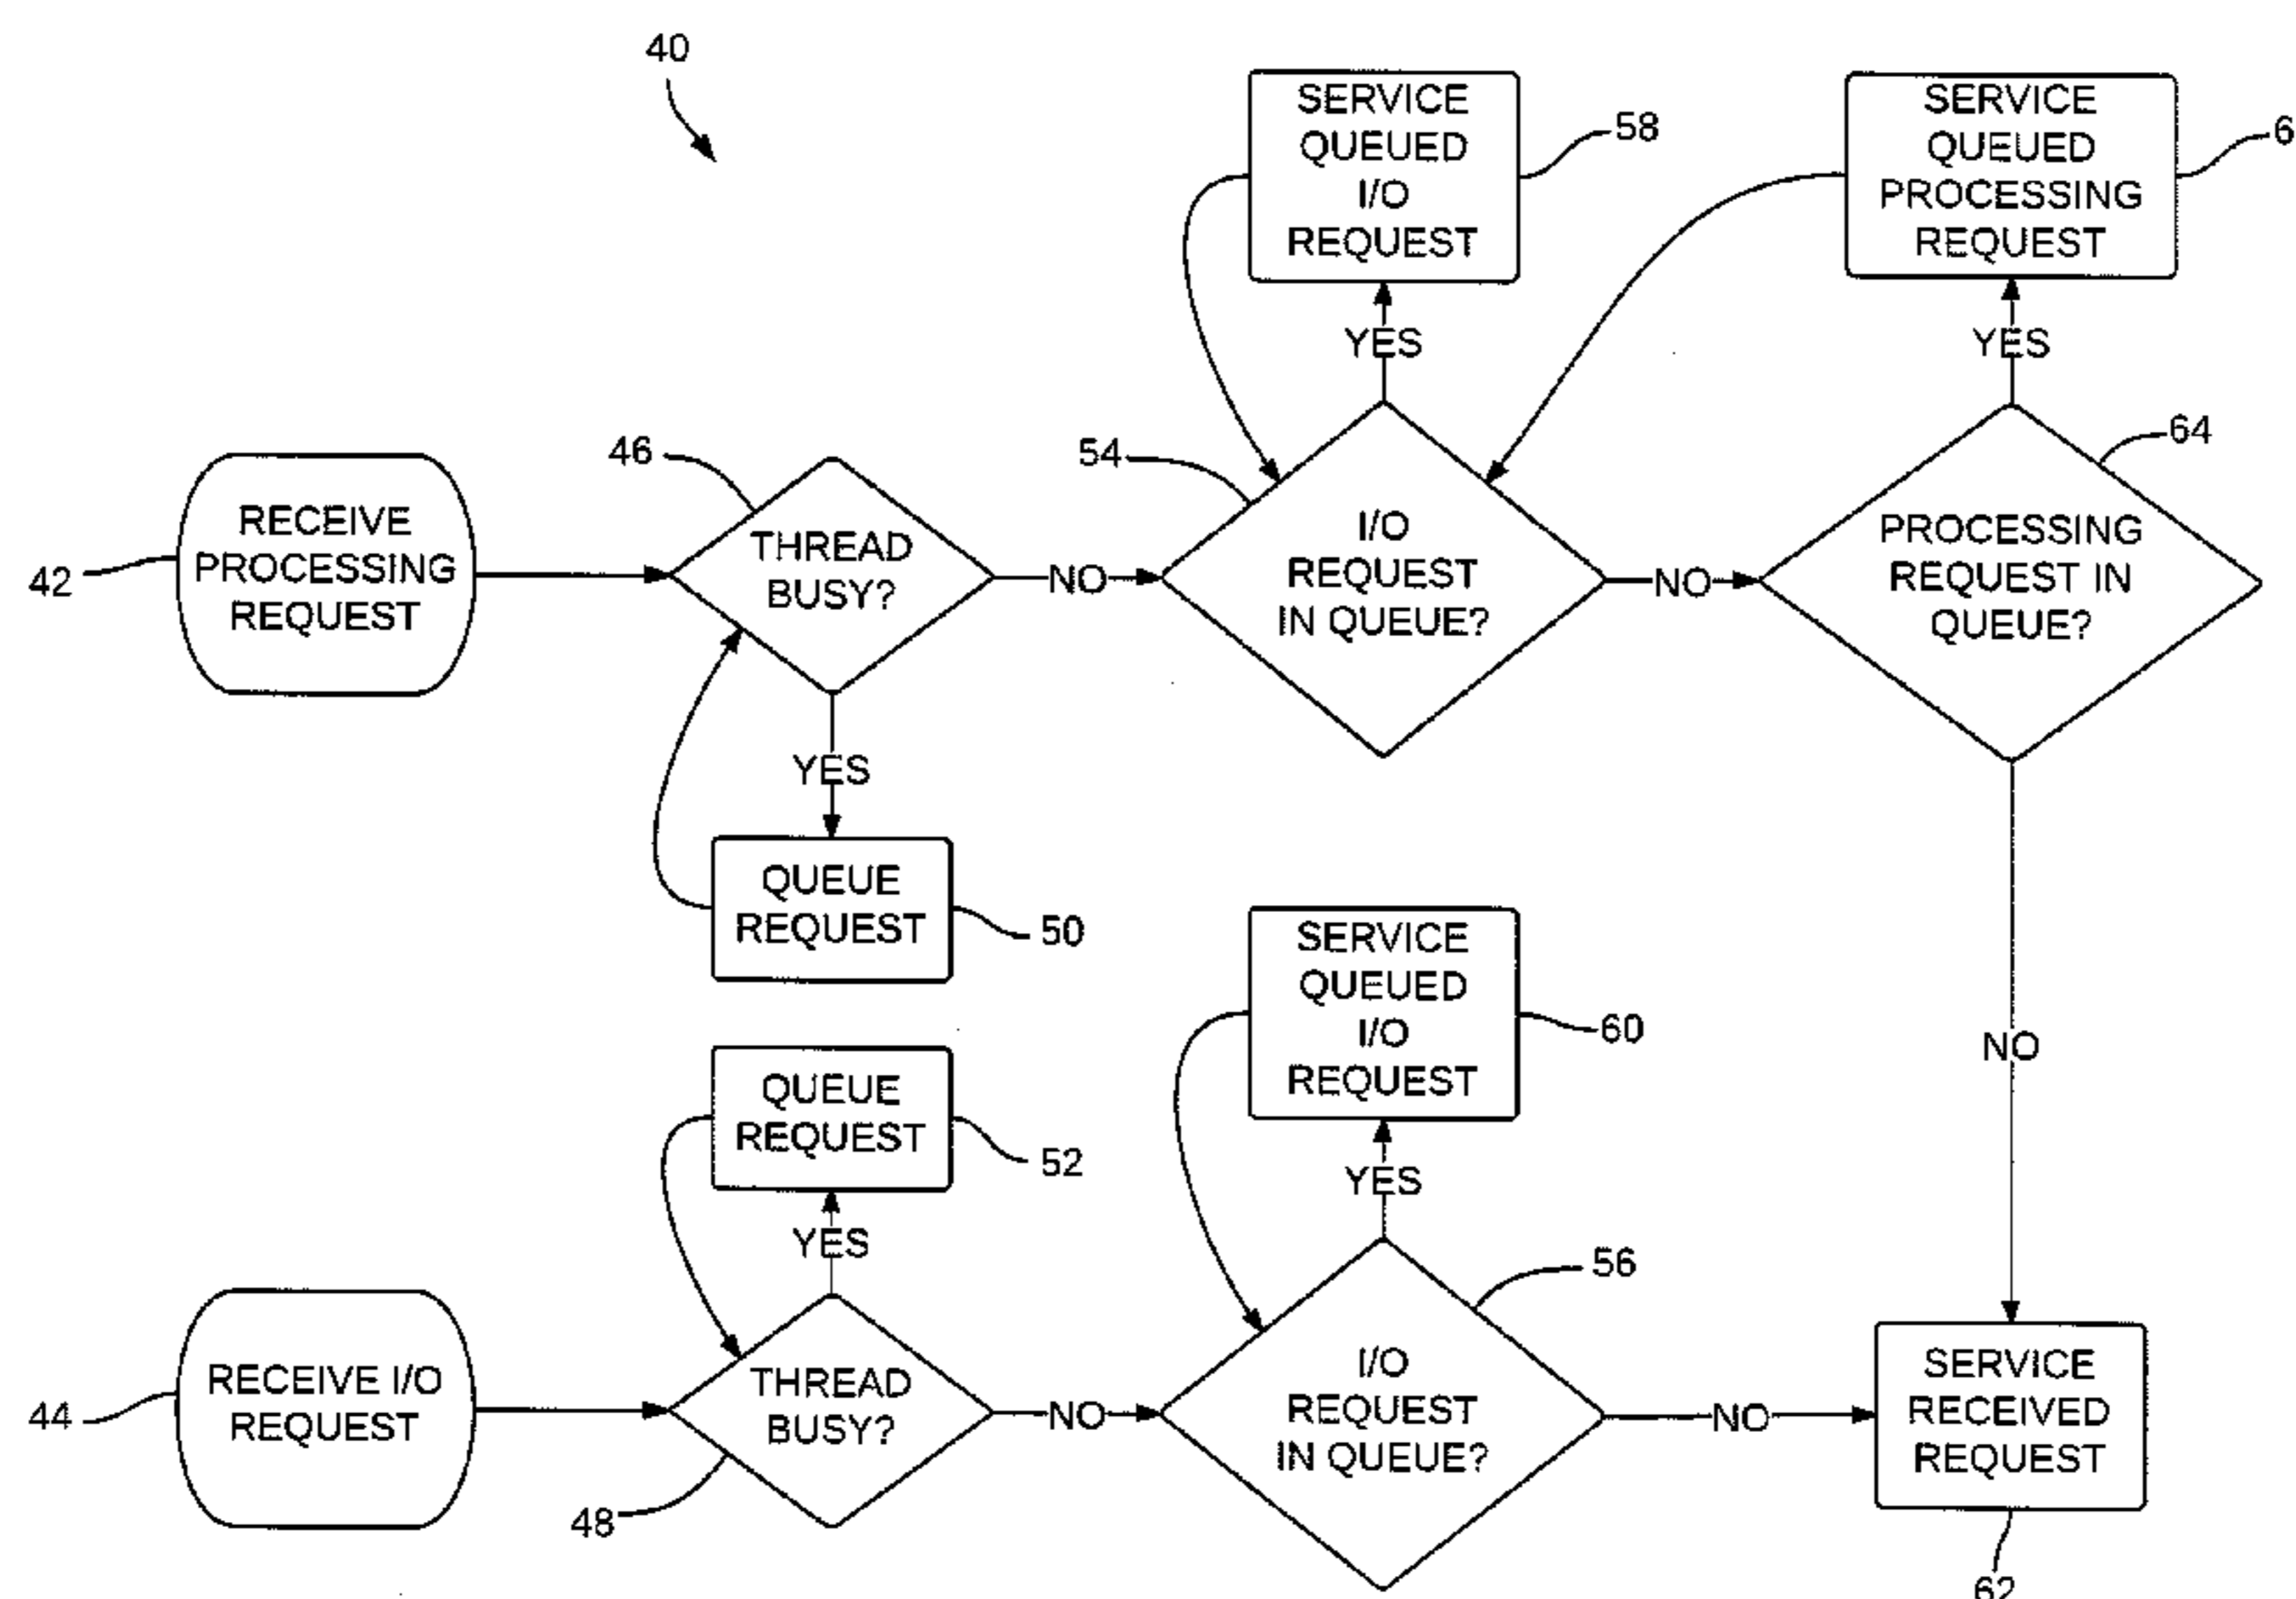 40
SERVICE
QUEUED
I/O
REQUEST
58
SERVICE
QUEUED
PROCESSING
REQUEST
6
YES
YES
42
RECEIVE
PROCESSING
REQUEST
46
THREAD
BUSY?
NO
54
I/O
REQUEST
IN QUEUE?
NO
64
PROCESSING
REQUEST IN
QUEUE?
YES
QUEUE
REQUEST
50
SERVICE
QUEUED
I/O
REQUEST
60
NO
QUEUE
REQUEST
52
YES
YES
44
RECEIVE I/O
REQUEST
THREAD
BUSY?
48
NO
56
I/O
REQUEST
IN QUEUE?
NO
SERVICE
RECEIVED
REQUEST
62